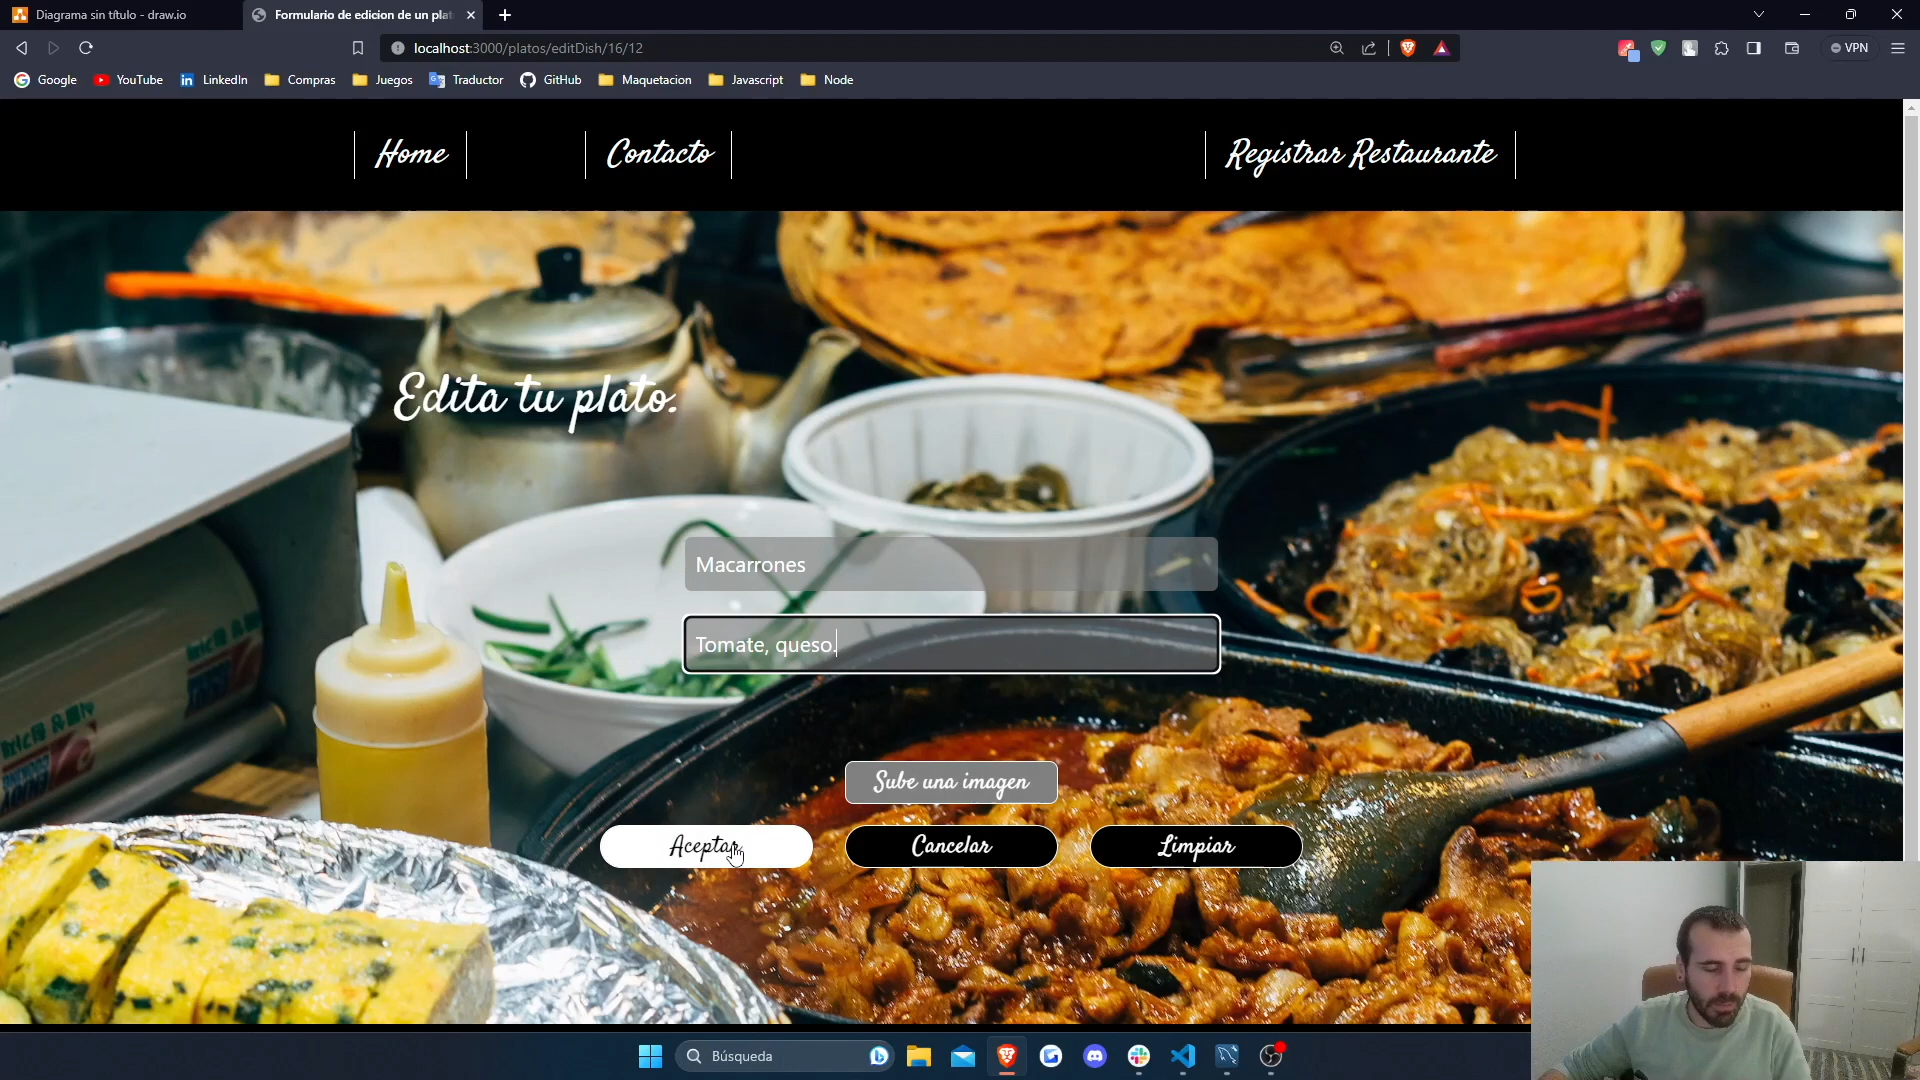 Diagrama sin título - draw.io
Formulario de edicion de un plat
localhost:3000/platos/editDish/16/12
VPN
Google
YouTube
LinkedIn
Compras
Juegos
Traductor
GitHub
Maquetacion
Javascript
Node
Home
Contacto
Registrar Restaurante
Edita tu plato.
Macarrones
Tomate, queso.
Sube una imagen
Aceptar
Cancelar
Limpiar
Búsqueda